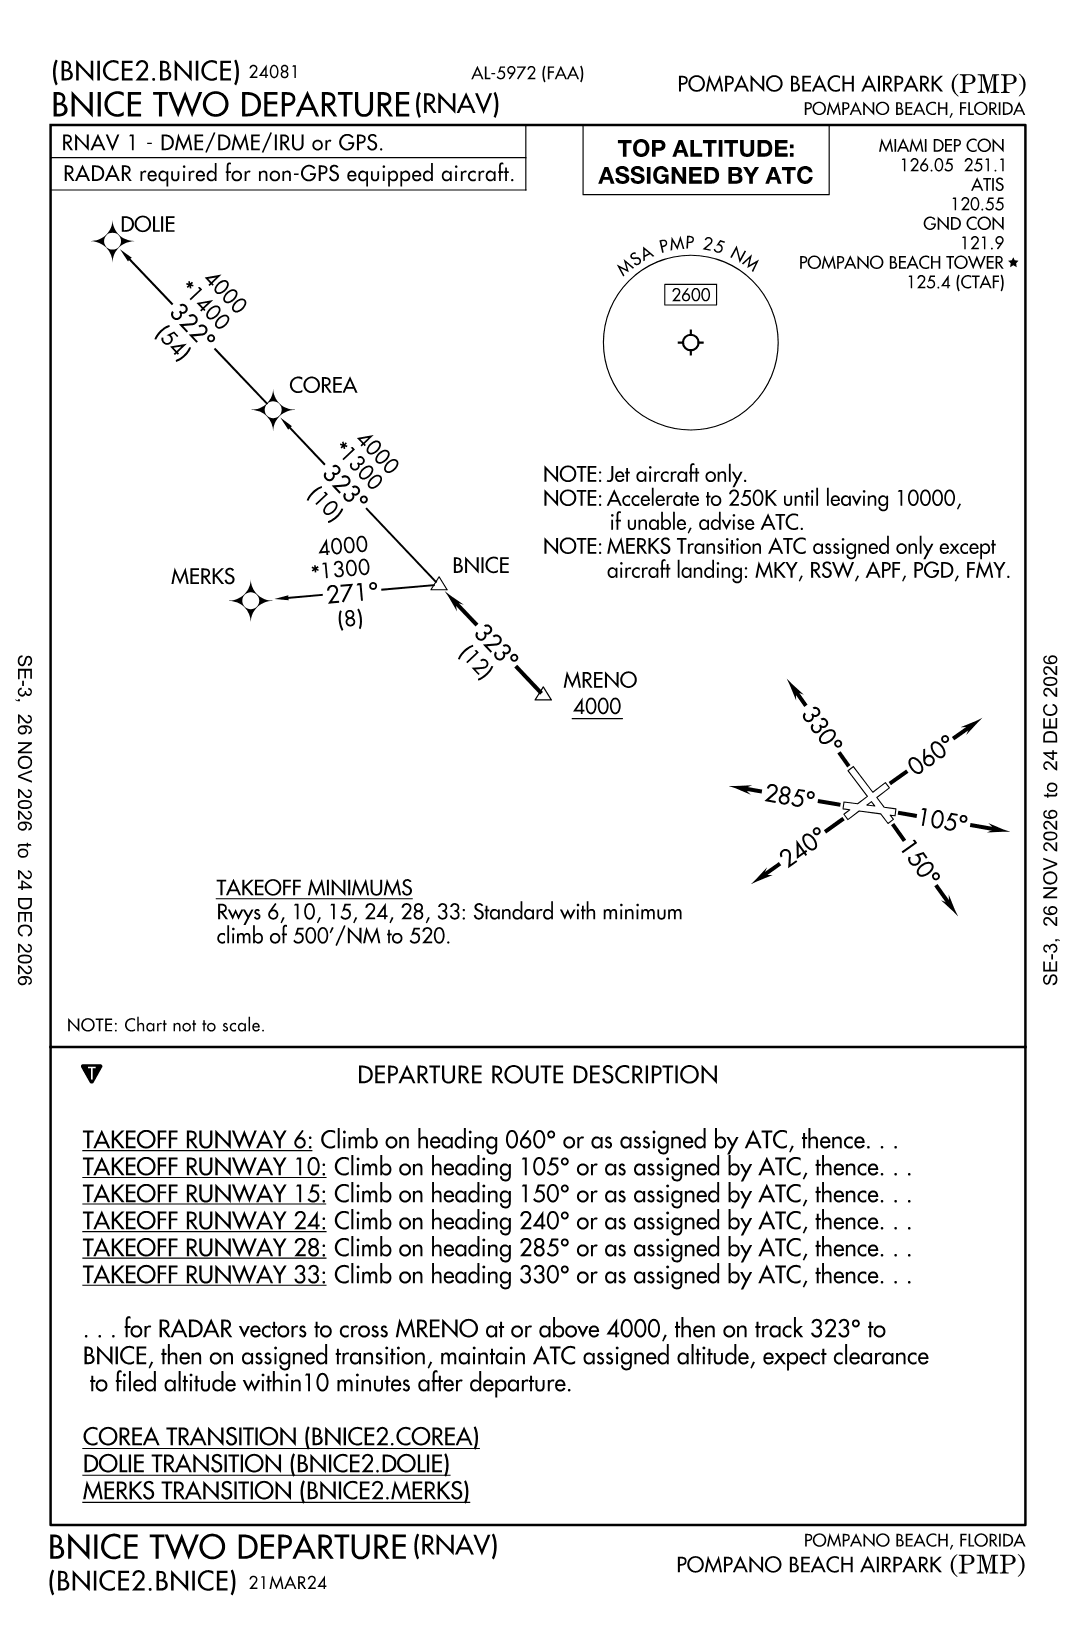 (BNICE2.BNICE) 24081
AL-5972 (FAA)
BNICE TWO DEPARTURE (RNAV)
POMPANO BEACH AIRPARK (PMP)
POMPANO BEACH, FLORIDA
RNAV 1 - DME/DME/IRU or GPS.
RADAR required for non-GPS equipped aircraft.
TOP ALTITUDE:
ASSIGNED BY ATC
MIAMI DEP CON
126.05 251.1
ATIS
120.55
GND CON
121.9
POMPANO BEACH TOWER ★
125.4 (CTAF)
DOLIE
4000
*1400
322°
(54)
MSA PMP 25 NM
2600
COREA
4000
*1300
323°
(10)
NOTE: Jet aircraft only.
NOTE: Accelerate to 250K until leaving 10000,
if unable, advise ATC.
NOTE: MERKS Transition ATC assigned only except
aircraft landing: MKY, RSW, APF, PGD, FMY.
4000
*1300
271°
(8)
MERKS
BNICE
323°
(12)
MRENO
4000
330°
060°
285°
105°
240°
150°
TAKEOFF MINIMUMS
Rwys 6, 10, 15, 24, 28, 33: Standard with minimum
climb of 500'/NM to 520.
NOTE: Chart not to scale.
SE-3, 26 NOV 2026 to 24 DEC 2026
SE-3, 26 NOV 2026 to 24 DEC 2026
T
DEPARTURE ROUTE DESCRIPTION
TAKEOFF RUNWAY 6: Climb on heading 060° or as assigned by ATC, thence. . .
TAKEOFF RUNWAY 10: Climb on heading 105° or as assigned by ATC, thence. . .
TAKEOFF RUNWAY 15: Climb on heading 150° or as assigned by ATC, thence. . .
TAKEOFF RUNWAY 24: Climb on heading 240° or as assigned by ATC, thence. . .
TAKEOFF RUNWAY 28: Climb on heading 285° or as assigned by ATC, thence. . .
TAKEOFF RUNWAY 33: Climb on heading 330° or as assigned by ATC, thence. . .
. . . for RADAR vectors to cross MRENO at or above 4000, then on track 323° to
BNICE, then on assigned transition, maintain ATC assigned altitude, expect clearance
to filed altitude within10 minutes after departure.
COREA TRANSITION (BNICE2.COREA)
DOLIE TRANSITION (BNICE2.DOLIE)
MERKS TRANSITION (BNICE2.MERKS)
BNICE TWO DEPARTURE (RNAV)
(BNICE2.BNICE) 21MAR24
POMPANO BEACH, FLORIDA
POMPANO BEACH AIRPARK (PMP)